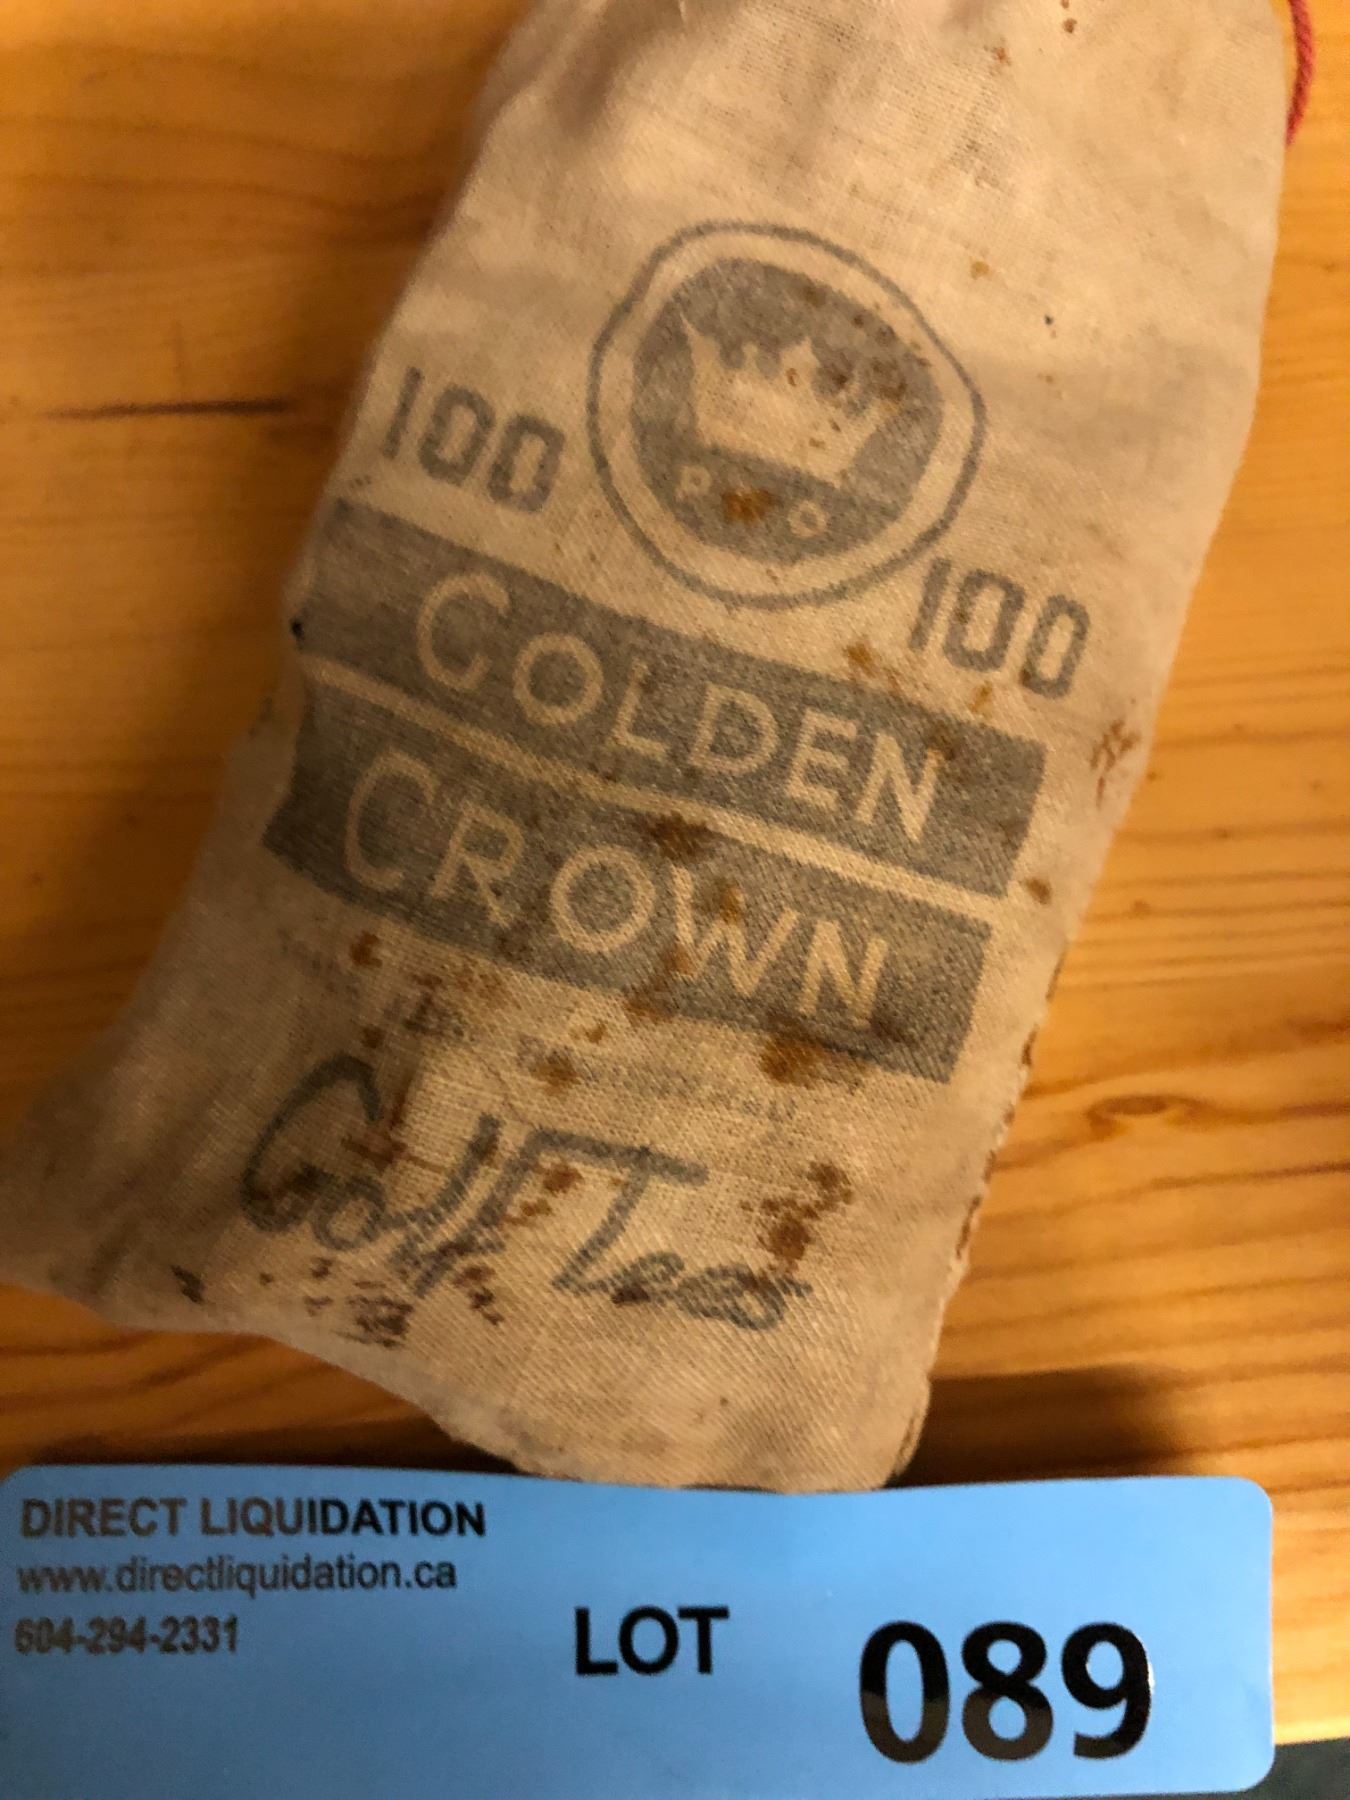 P W O
100 100
GOLDEN
CROWN
Golf Tees
DIRECT LIQUIDATION
www.directliquidation.ca
604-294-2331
LOT 089